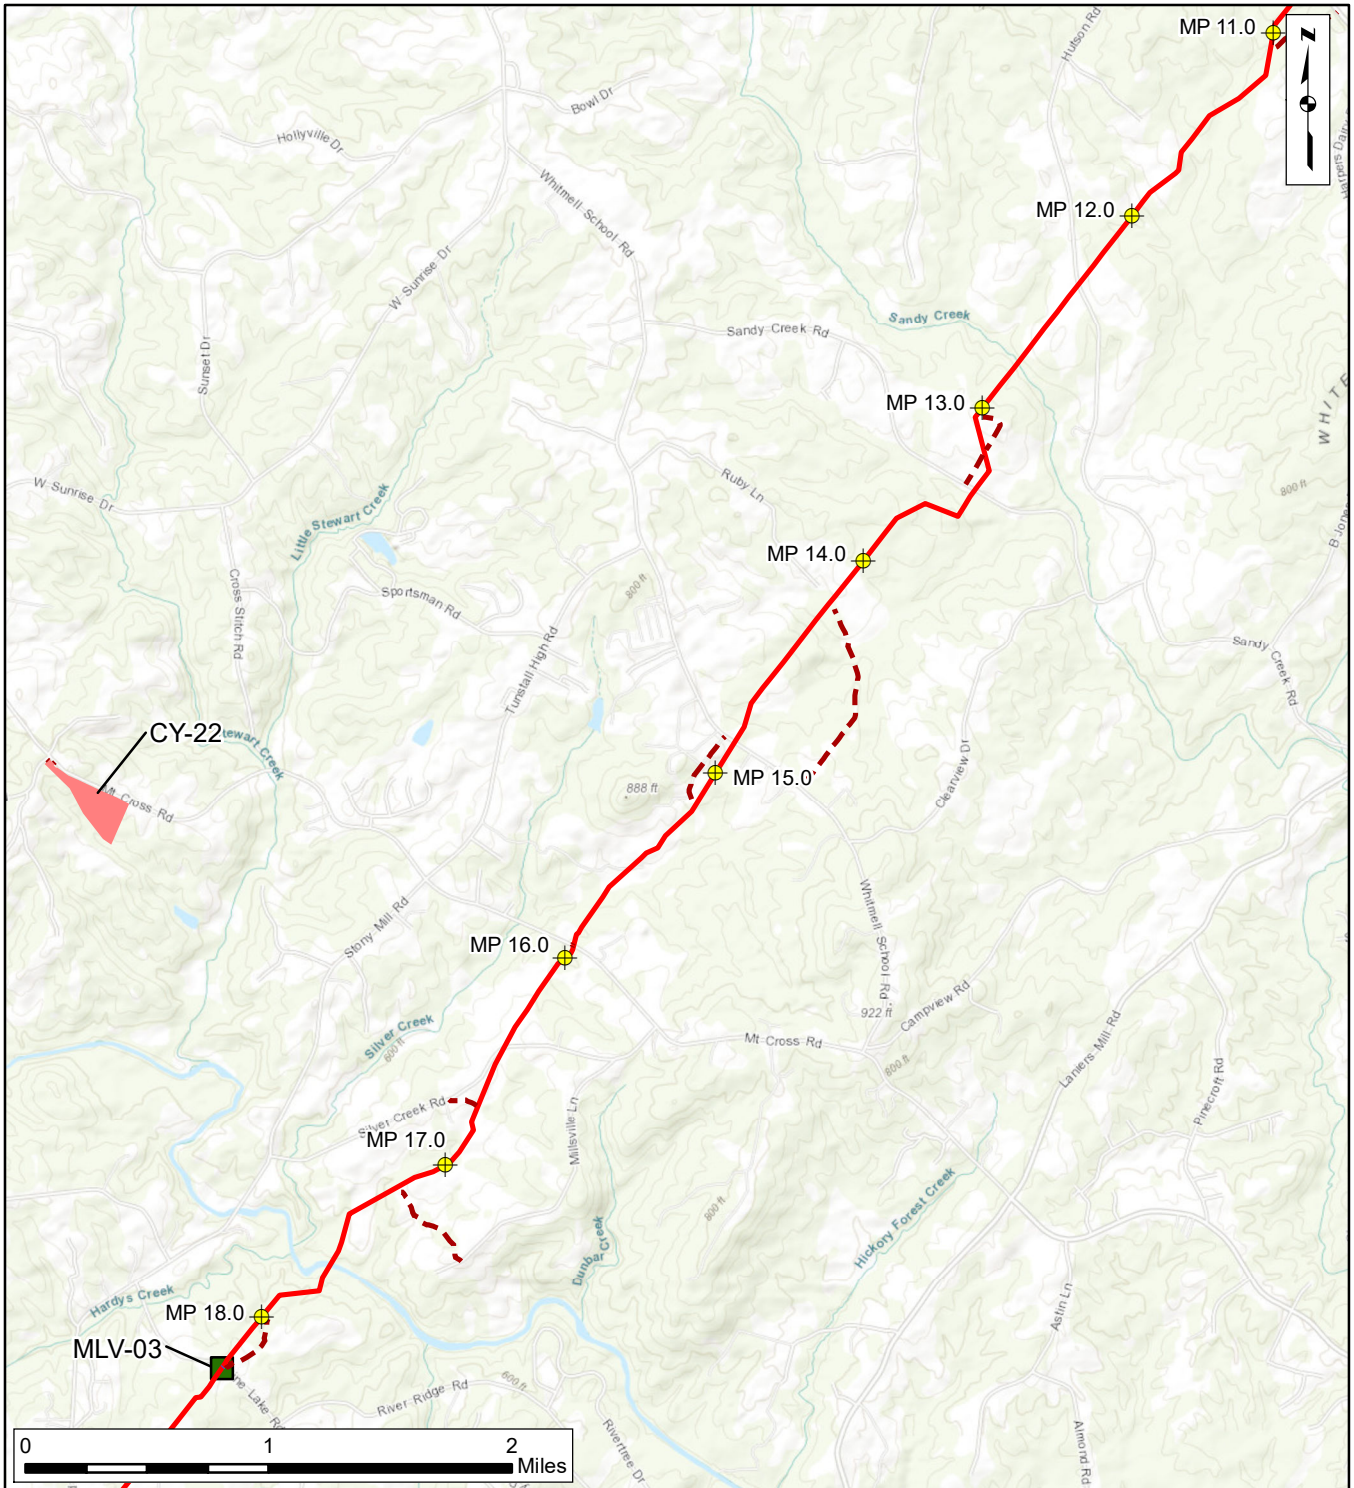 MP 11.0
Hutson Rd
N
Bowl Dr
Hollyville Dr
Whitmell School Rd
MP 12.0
W Sunrise Dr
Sandy Creek
Sandy Creek Rd
Sunset Dr
WHITE
MP 13.0
Ruby Ln
800 ft
W Sunrise Dr
Little Stewart Creek
MP 14.0
800 ft
Sportsman Rd
Cross Stitch Rd
Tunstall High Rd
Sandy Creek Rd
CY-22
tewart Creek
Clearview Dr
MP 15.0
888 ft
Mt Cross Rd
Whitmell School Rd
Stony Mill Rd
MP 16.0
922 ft
Campview Rd
Silver Creek
600 ft
Mt Cross Rd
800 ft
Laniers Mill Rd
Pinecroft Rd
Silver Creek Rd
Millsville Ln
MP 17.0
800 ft
Hickory Forest Creek
Dunbar Creek
Hardys Creek
MP 18.0
Astin Ln
MLV-03
ne Lake Rd
River Ridge Rd
600 ft
Rivertree Dr
Almond Rd
0 1 2
Miles